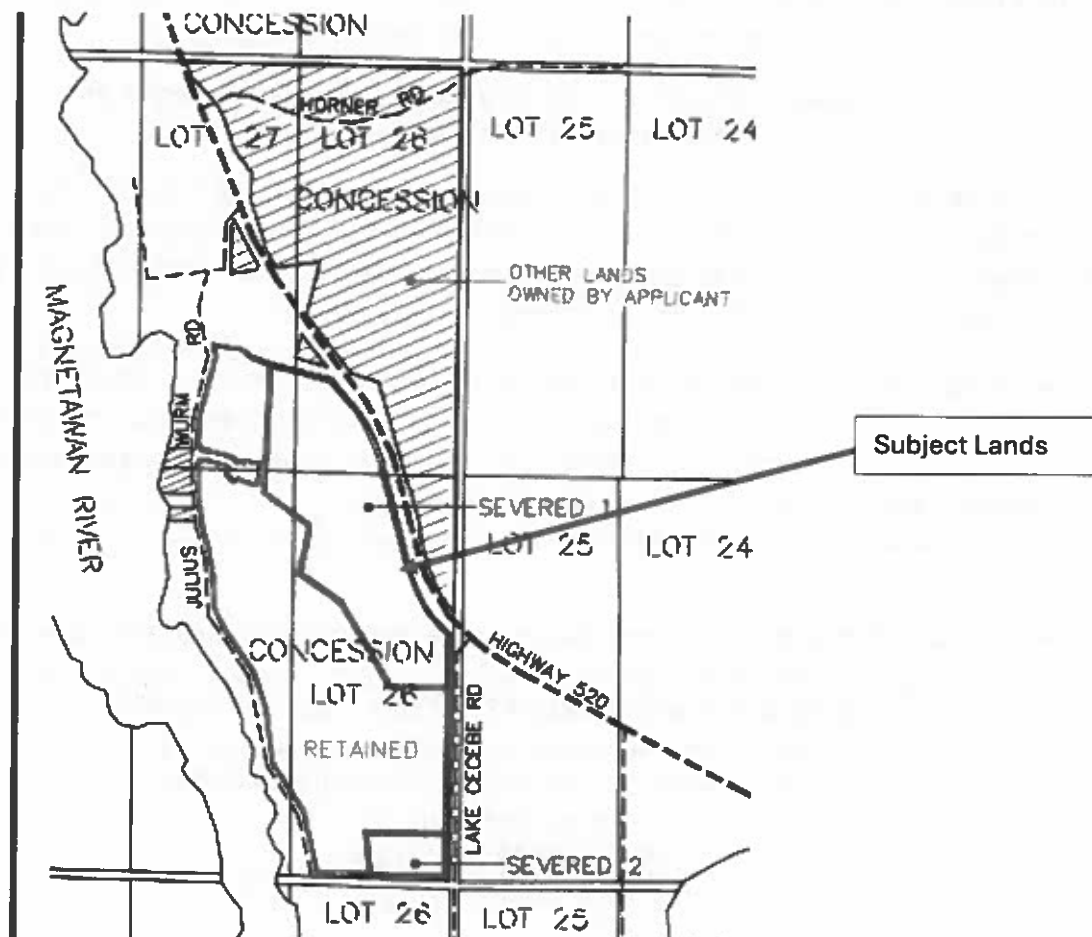 CONCESSION
HORNER RD
LOT 27
LOT 26
LOT 25
LOT 24
CONCESSION
OTHER LANDS
OWNED BY APPLICANT
MAGNETAWAN RIVER
JULIUS WURM RD
Subject Lands
SEVERED 1
LOT 25
LOT 24
CONCESSION
LOT 26
RETAINED
HIGHWAY 520
LAKE CECEBE RD
SEVERED 2
LOT 26
LOT 25